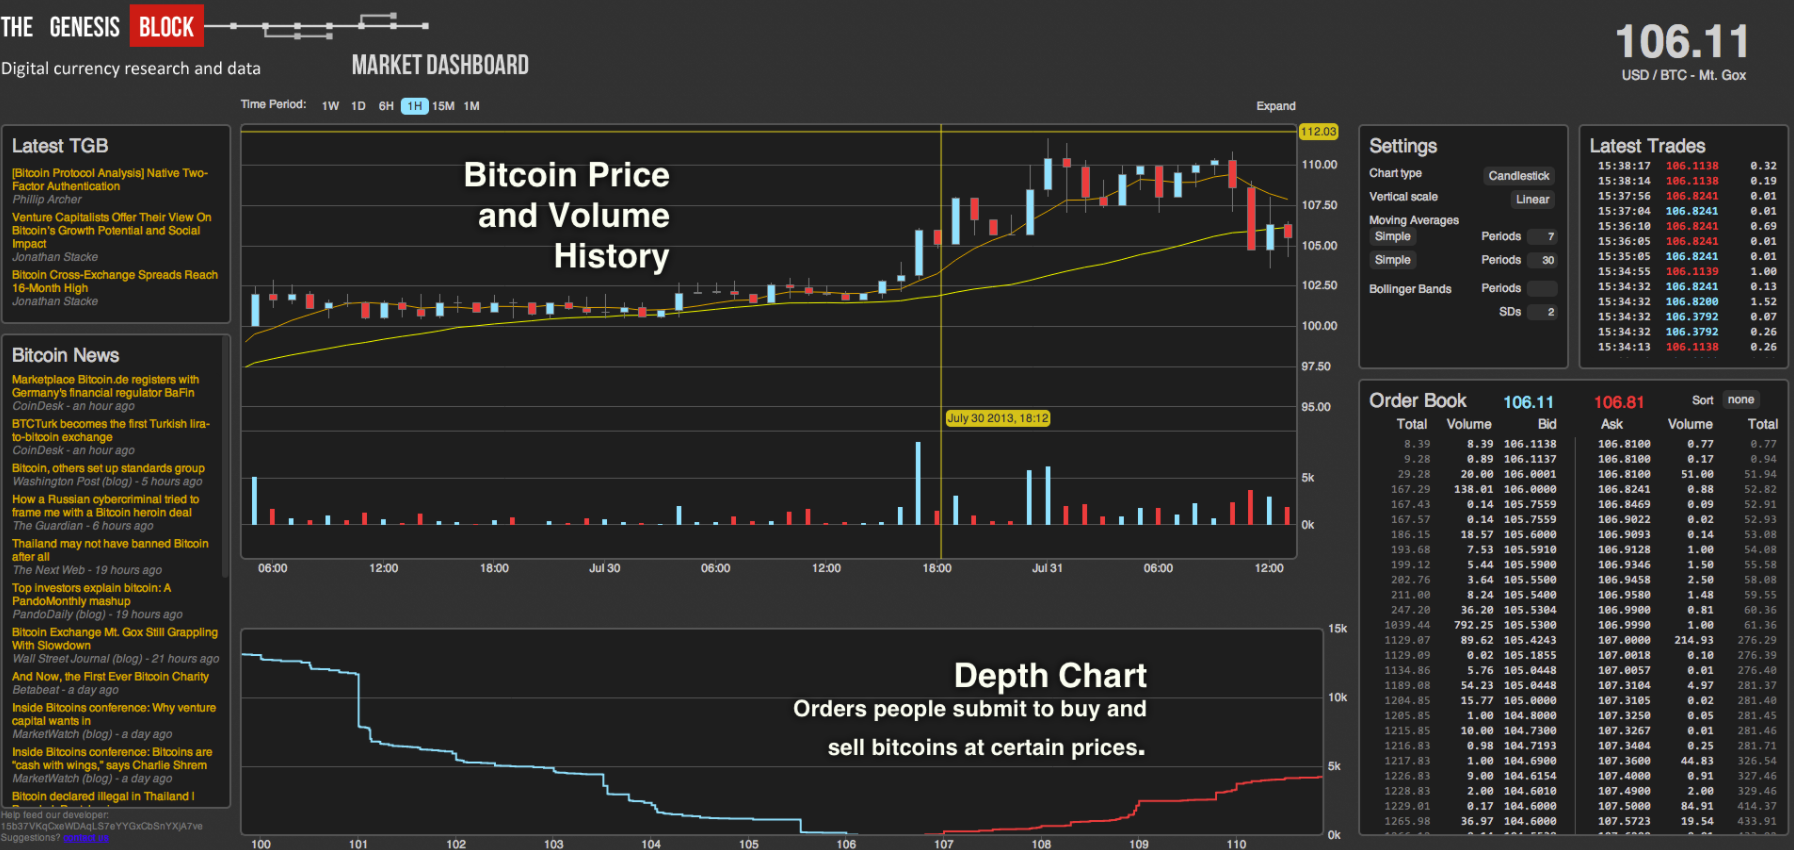 THE GENESIS BLOCK
Digital currency research and data
MARKET DASHBOARD
106.11
USD / BTC - Mt. Gox
Time Period: 1W 1D 6H 1H 15M 1M
Expand
Latest TGB
[Bitcoin Protocol Analysis] Native Two-
Factor Authentication
Phillip Archer
Venture Capitalists Offer Their View On
Bitcoin's Growth Potential and Social
Impact
Jonathan Stacke
Bitcoin Cross-Exchange Spreads Reach
16-Month High
Jonathan Stacke
Bitcoin News
Marketplace Bitcoin.de registers with
Germany's financial regulator BaFin
CoinDesk - an hour ago
BTCTurk becomes the first Turkish lira-
to-bitcoin exchange
CoinDesk - an hour ago
Bitcoin, others set up standards group
Washington Post (blog) - 5 hours ago
How a Russian cybercriminal tried to
frame me with a Bitcoin heroin deal
The Guardian - 6 hours ago
Thailand may not have banned Bitcoin
after all
The Next Web - 19 hours ago
Top investors explain bitcoin: A
PandoMonthly mashup
PandoDaily (blog) - 19 hours ago
Bitcoin Exchange Mt. Gox Still Grappling
With Slowdown
Wall Street Journal (blog) - 21 hours ago
And Now, the First Ever Bitcoin Charity
Betabeat - a day ago
Inside Bitcoins conference: Why venture
capital wants in
MarketWatch (blog) - a day ago
Inside Bitcoins conference: Bitcoins are
"cash with wings," says Charlie Shrem
MarketWatch (blog) - a day ago
Bitcoin declared illegal in Thailand |
Help feed our developer:
Suggestions?
Bitcoin Price
and Volume
History
112.03
110.00
107.50
105.00
102.50
100.00
97.50
95.00
July 30 2013, 18:12
5k
0k
06:00 12:00 18:00 Jul 30 06:00 12:00 18:00 Jul 31 06:00 12:00
Depth Chart
Orders people submit to buy and
sell bitcoins at certain prices.
15k
10k
5k
0k
100 101 102 103 104 105 106 107 108 109 110
Settings
Chart type Candlestick
Vertical scale Linear
Moving Averages
Simple Periods 7
Simple Periods 30
Bollinger Bands Periods
SDs 2
Latest Trades
15:38:17 106.1138 0.32
15:38:14 106.1138 0.19
15:37:56 106.8241 0.01
15:37:04 106.8241 0.01
15:36:10 106.8241 0.69
15:36:05 106.8241 0.01
15:35:05 106.8241 0.01
15:34:55 106.1139 1.00
15:34:32 106.8241 0.13
15:34:32 106.8200 1.52
15:34:32 106.3792 0.07
15:34:32 106.3792 0.26
15:34:13 106.1138 0.26
Order Book 106.11 106.81 Sort none
Total Volume Bid Ask Volume Total
8.39 8.39 106.1138 106.8100 0.77 0.77
9.28 0.89 106.1137 106.8100 0.17 0.94
29.28 20.00 106.0001 106.8100 51.00 51.94
167.29 138.01 106.0000 106.8241 0.88 52.82
167.43 0.14 105.7559 106.8469 0.09 52.91
167.57 0.14 105.7559 106.9022 0.02 52.93
186.15 18.57 105.6000 106.9093 0.14 53.08
193.68 7.53 105.5910 106.9128 1.00 54.08
199.12 5.44 105.5900 106.9346 1.50 55.58
202.76 3.64 105.5500 106.9458 2.50 58.08
211.00 8.24 105.5400 106.9580 1.48 59.55
247.20 36.20 105.5304 106.9900 0.81 60.36
1039.44 792.25 105.5300 106.9990 1.00 61.36
1129.07 89.62 105.4243 107.0000 214.93 276.29
1129.09 0.02 105.1855 107.0018 0.10 276.39
1134.86 5.76 105.0448 107.0057 0.01 276.40
1189.08 54.23 105.0448 107.3104 4.97 281.37
1204.85 15.77 105.0000 107.3105 0.02 281.40
1205.85 1.00 104.8000 107.3250 0.05 281.45
1215.85 10.00 104.7300 107.3267 0.01 281.46
1216.83 0.98 104.7193 107.3404 0.25 281.71
1217.83 1.00 104.6900 107.3600 44.83 326.54
1226.83 9.00 104.6154 107.4000 0.91 327.46
1228.83 2.00 104.6010 107.4900 2.00 329.46
1229.01 0.17 104.6000 107.5000 84.91 414.37
1265.98 36.97 104.6000 107.5723 19.54 433.91